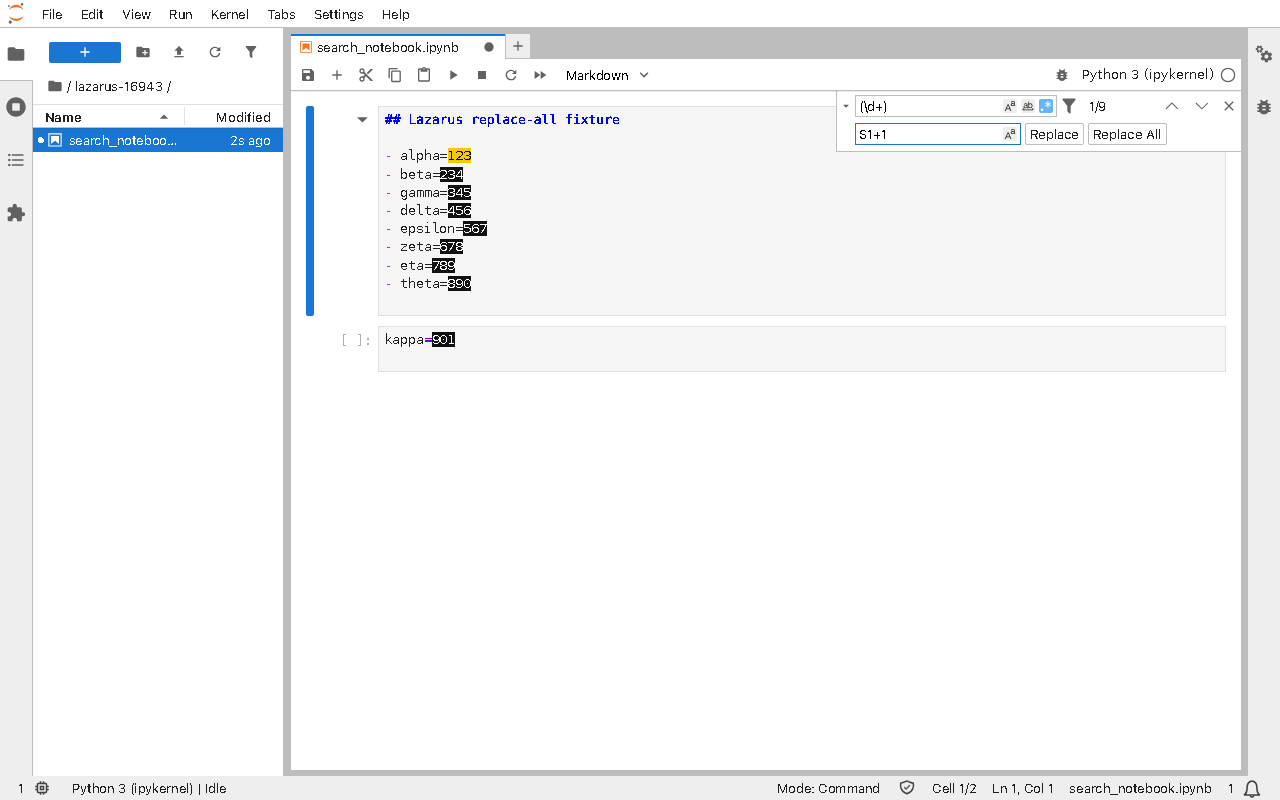 File Edit View Run Kernel Tabs Settings Help
/ lazarus-16943 /
Name Modified
search_noteboo... 2s ago
search_notebook.ipynb
Markdown
Python 3 (ipykernel)
(\d+)
1/9
S1+1
Replace
Replace All
## Lazarus replace-all fixture
- alpha=123
- beta=234
- gamma=345
- delta=456
- epsilon=567
- zeta=678
- eta=789
- theta=890
[ ]: kappa=901
1 Python 3 (ipykernel) | Idle Mode: Command Cell 1/2 Ln 1, Col 1 search_notebook.ipynb 1